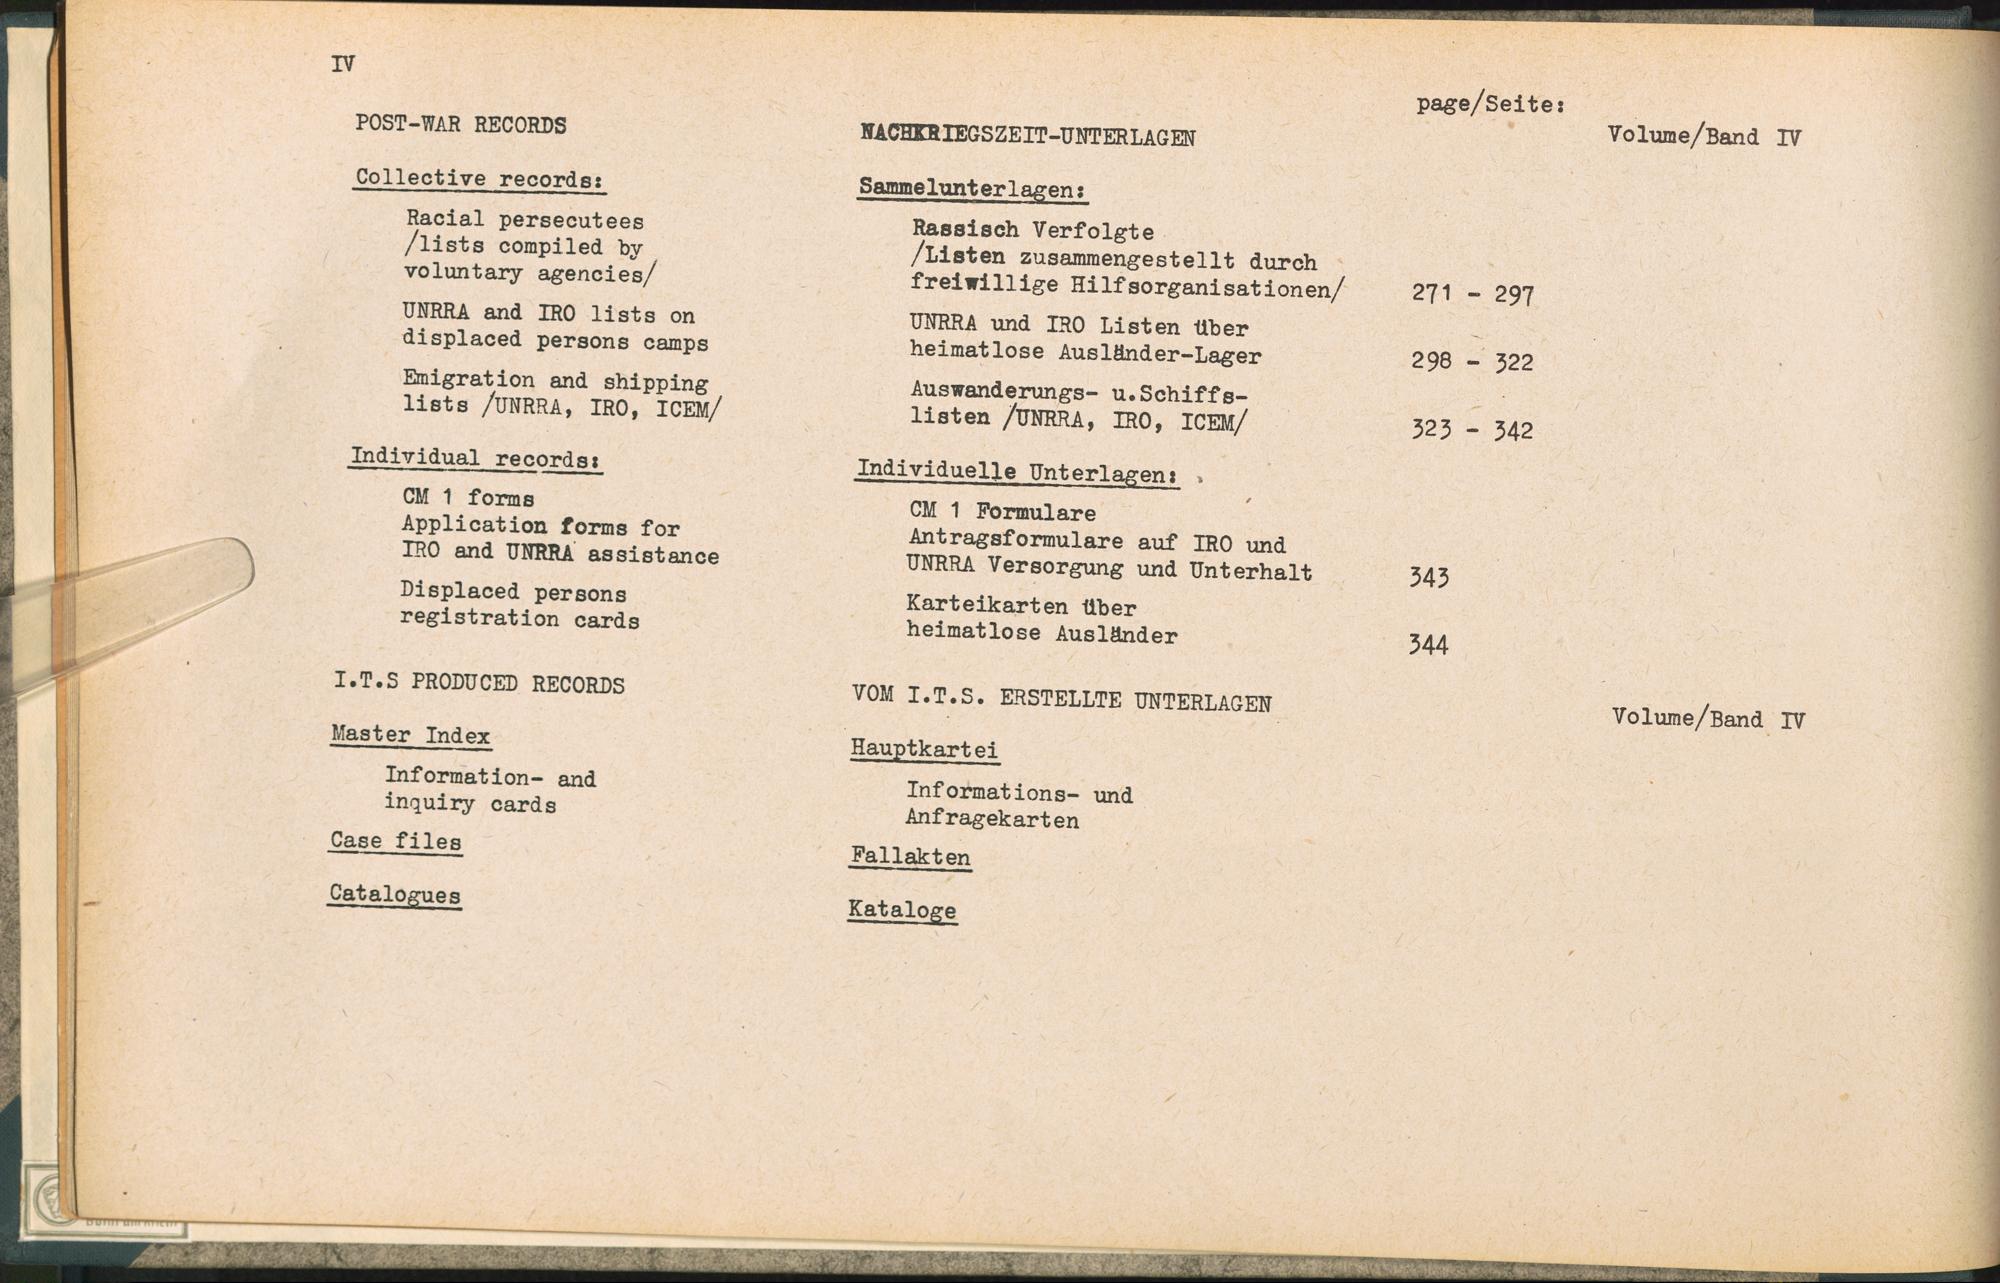 IV
page/Seite:
POST-WAR RECORDS
NACHKRIEGSZEIT-UNTERLAGEN
Volume/Band IV
Collective records:
Racial persecutees
/lists compiled by
voluntary agencies/
UNRRA and IRO lists on
displaced persons camps
Emigration and shipping
lists /UNRRA, IRO, ICEM/
Individual records:
CM 1 forms
Application forms for
IRO and UNRRA assistance
Displaced persons
registration cards
Sammelunterlagen:
Rassisch Verfolgte
/Listen zusammengestellt durch
freiwillige Hilfsorganisationen/ 271 - 297
UNRRA und IRO Listen über
heimatlose Ausländer-Lager 298 - 322
Auswanderungs- u.Schiffs-
listen /UNRRA, IRO, ICEM/ 323 - 342
Individuelle Unterlagen:
CM 1 Formulare
Antragsformulare auf IRO und
UNRRA Versorgung und Unterhalt 343
Karteikarten über
heimatlose Ausländer 344
I.T.S PRODUCED RECORDS
VOM I.T.S. ERSTELLTE UNTERLAGEN
Volume/Band IV
Master Index
Information- and
inquiry cards
Case files
Catalogues
Hauptkartei
Informations- und
Anfragekarten
Fallakten
Kataloge